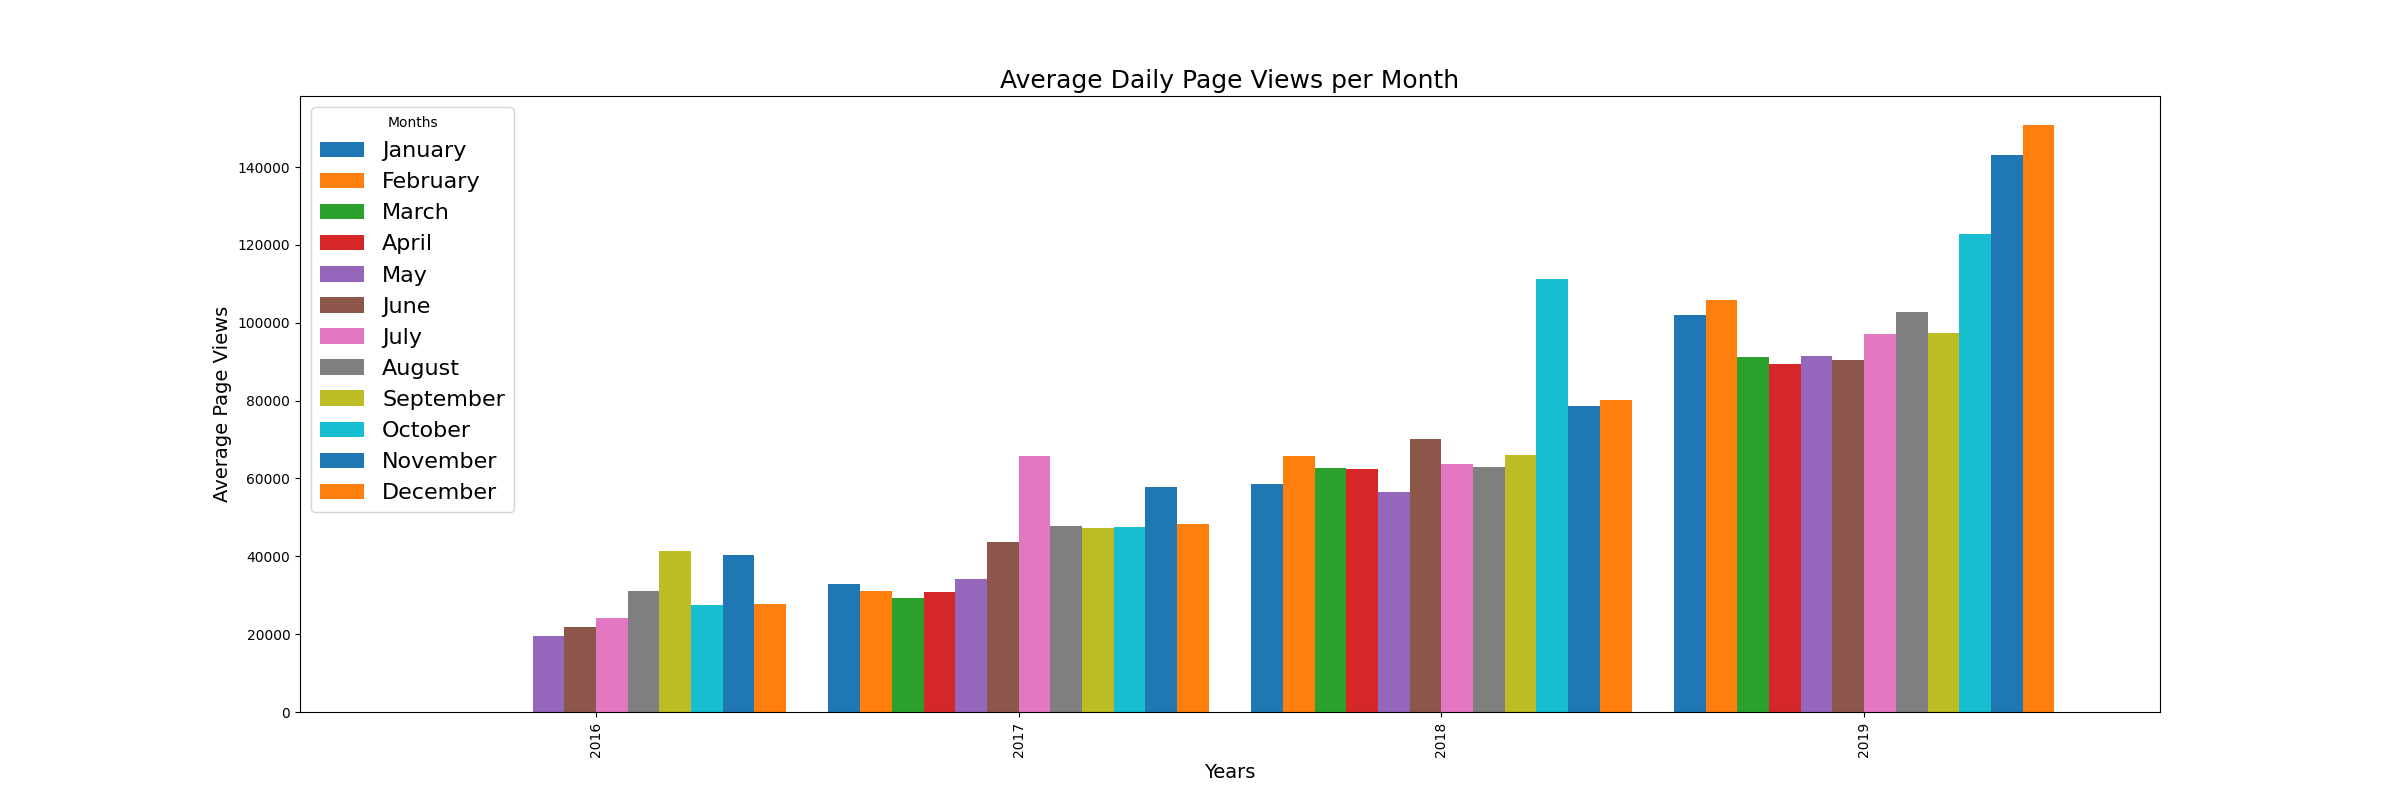 Average Daily Page Views per Month
Months
January
February
March
April
May
June
July
August
September
October
November
December
Average Page Views
140000
120000
100000
80000
60000
40000
20000
0
2016
2017
2018
2019
Years